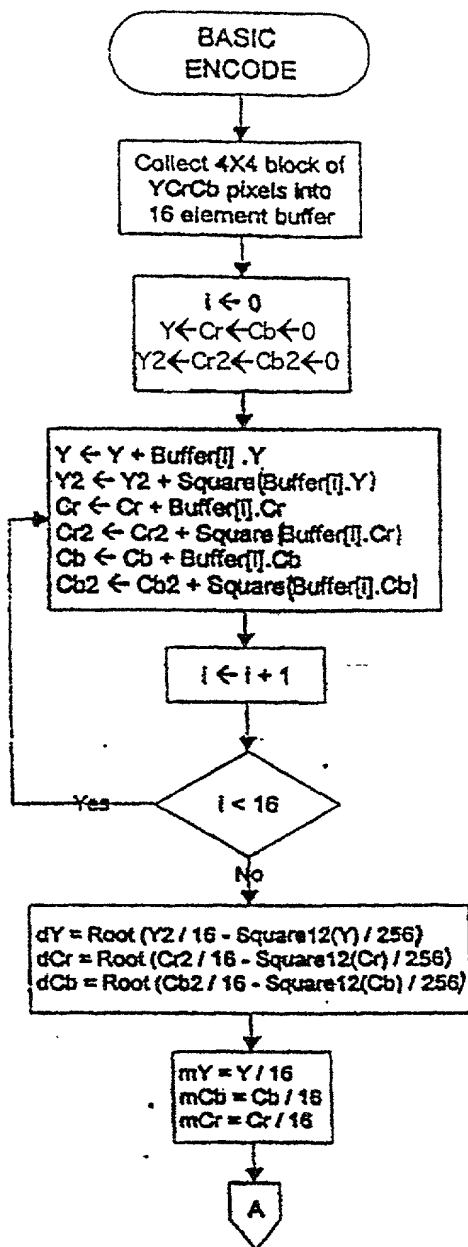 BASIC
ENCODE
Collect 4X4 block of
YCrCb pixels into
16 element buffer
i ← 0
Y←Cr←Cb←0
Y2←Cr2←Cb2←0
Y ← Y + Buffer[i].Y
Y2 ← Y2 + Square(Buffer[i].Y)
Cr ← Cr + Buffer[i].Cr
Cr2 ← Cr2 + Square(Buffer[i].Cr)
Cb ← Cb + Buffer[i].Cb
Cb2 ← Cb2 + Square(Buffer[i].Cb)
i ← i + 1
i < 16
Yes
No
dY = Root (Y2 / 16 - Square12(Y) / 256)
dCr = Root (Cr2 / 16 - Square12(Cr) / 256)
dCb = Root (Cb2 / 16 - Square12(Cb) / 256)
mY = Y / 16
mCb = Cb / 16
mCr = Cr / 16
A